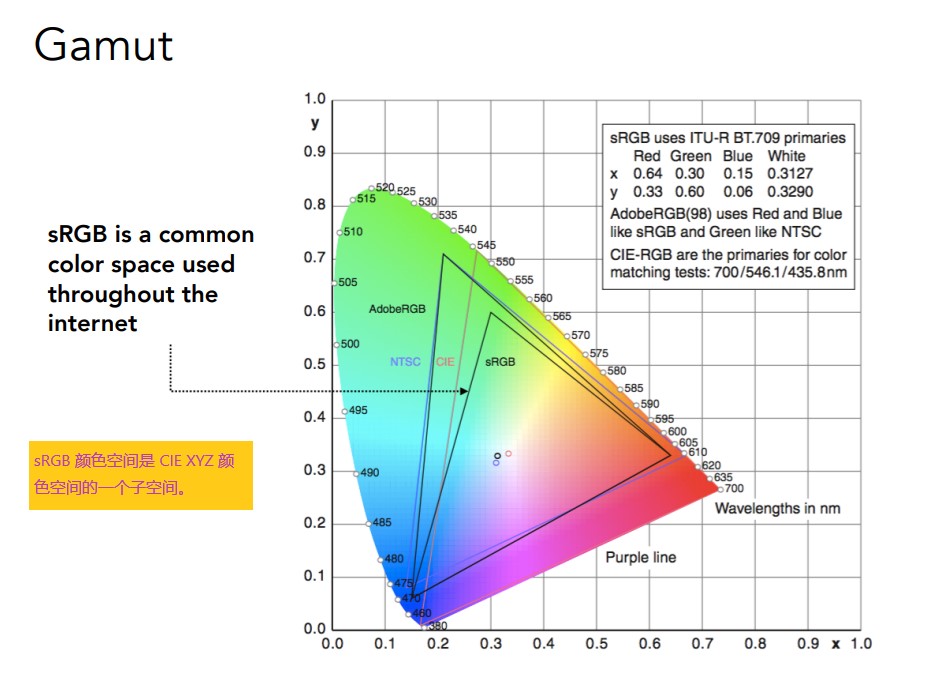 Gamut
sRGB is a common
color space used
throughout the
internet
sRGB 颜色空间是 CIE XYZ 颜
色空间的一个子空间。
1.0
y
0.9
0.8
0.7
0.6
0.5
0.4
0.3
0.2
0.1
0.0
0.0 0.1 0.2 0.3 0.4 0.5 0.6 0.7 0.8 0.9 x 1.0
sRGB uses ITU-R BT.709 primaries
Red Green Blue White
x 0.64 0.30 0.15 0.3127
y 0.33 0.60 0.06 0.3290
AdobeRGB(98) uses Red and Blue
like sRGB and Green like NTSC
CIE-RGB are the primaries for color
matching tests: 700/546.1/435.8nm
520
525
515
530
535
510
540
545
550
505
555
560
565
500
570
575
580
585
590
495
595
600
605
610
620
490
635
700
485
480
475
470
460
380
AdobeRGB
NTSC
CIE
sRGB
Wavelengths in nm
Purple line